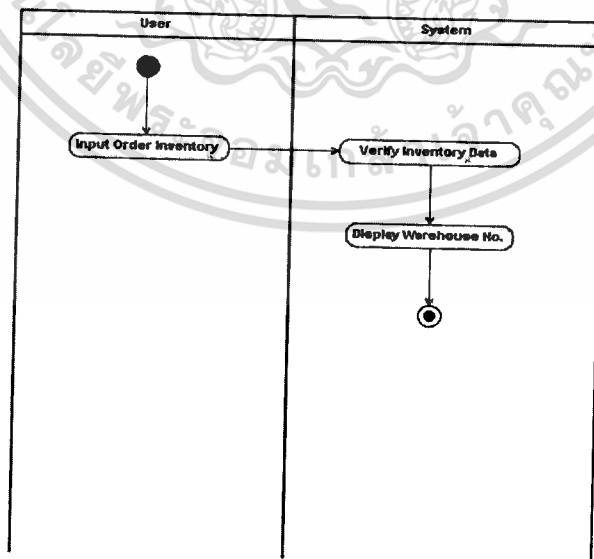 User
System
Input Order Inventory
Verify Inventory Data
Display Warehouse No.